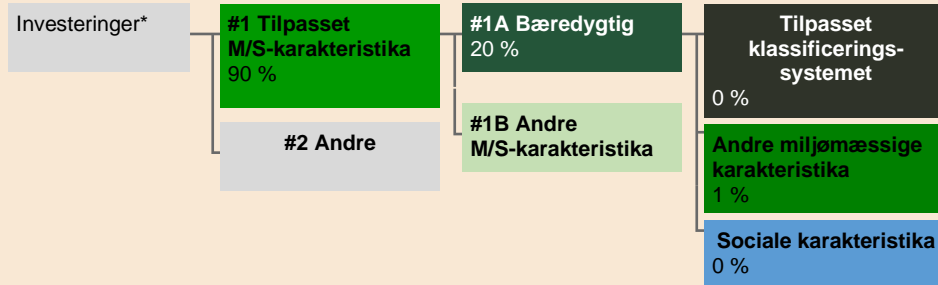 Investeringer*
#1 Tilpasset
M/S-karakteristika
90 %
#2 Andre
#1A Bæredygtig
20 %
#1B Andre
M/S-karakteristika
Tilpasset
klassificerings-
systemet
0 %
Andre miljømæssige
karakteristika
1 %
Sociale karakteristika
0 %